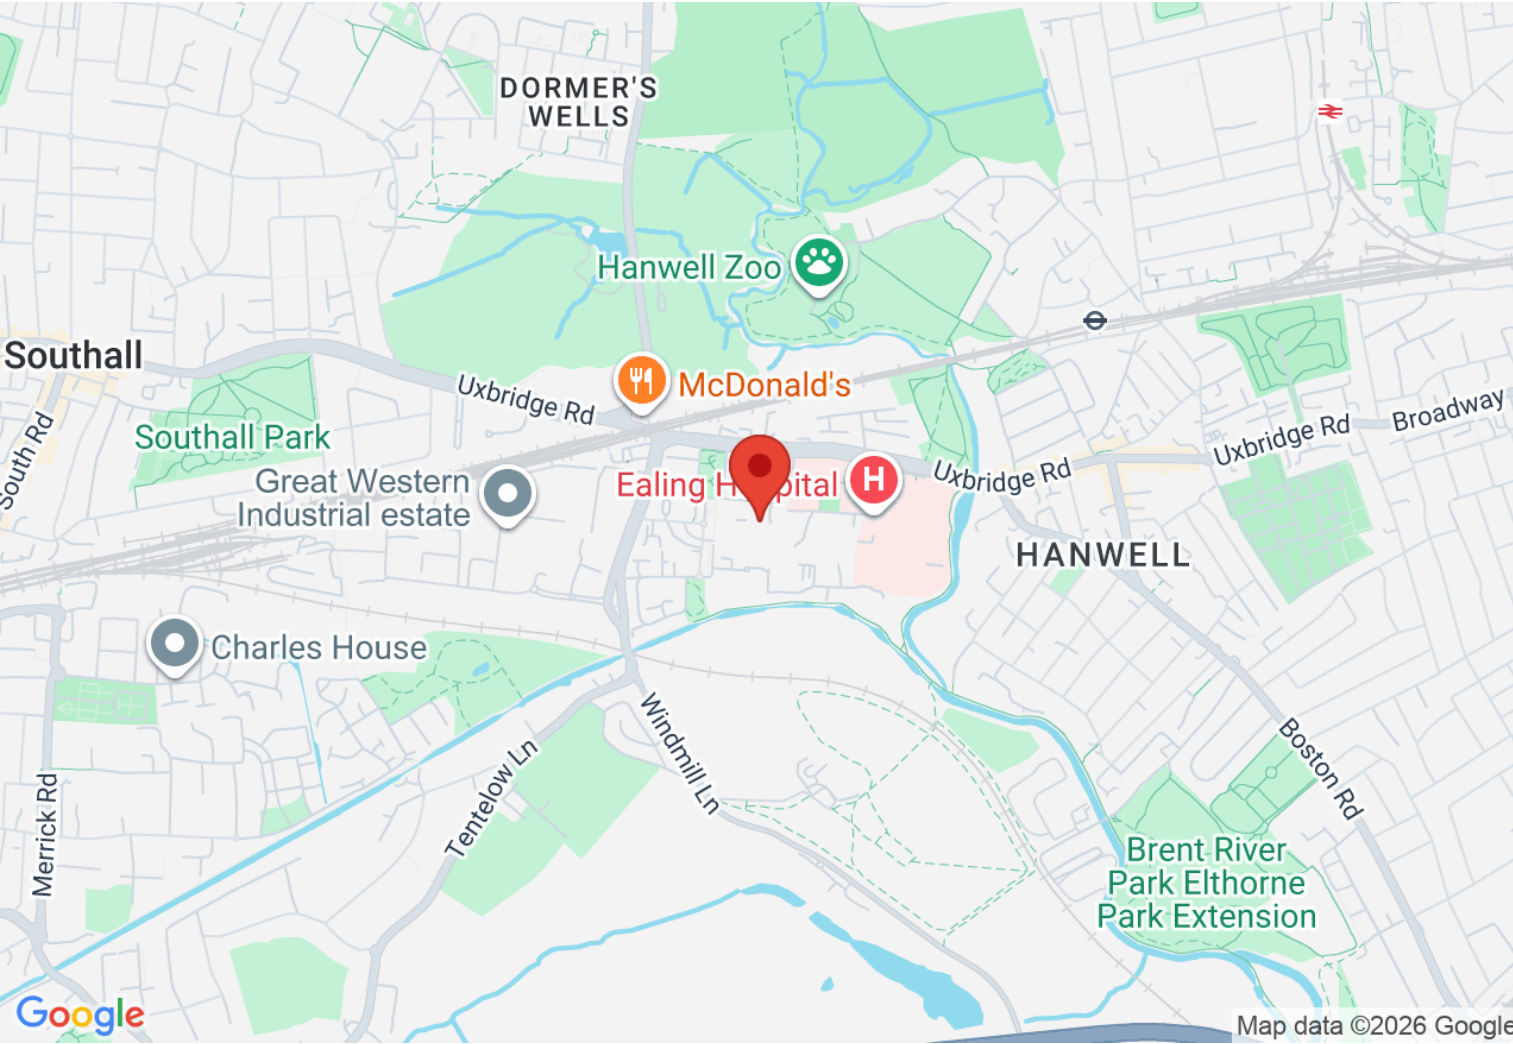 DORMER'S
WELLS
Hanwell Zoo
Southall
McDonald's
Uxbridge Rd
Broadway
Uxbridge Rd
Southall Park
South Rd
Great Western
Industrial estate
Ealing H pital
H
Uxbridge Rd
HANWELL
Charles House
Windmill Ln
Tentelow Ln
Boston Rd
Merrick Rd
Brent River
Park Elthorne
Park Extension
Google
Map data ©2026 Google